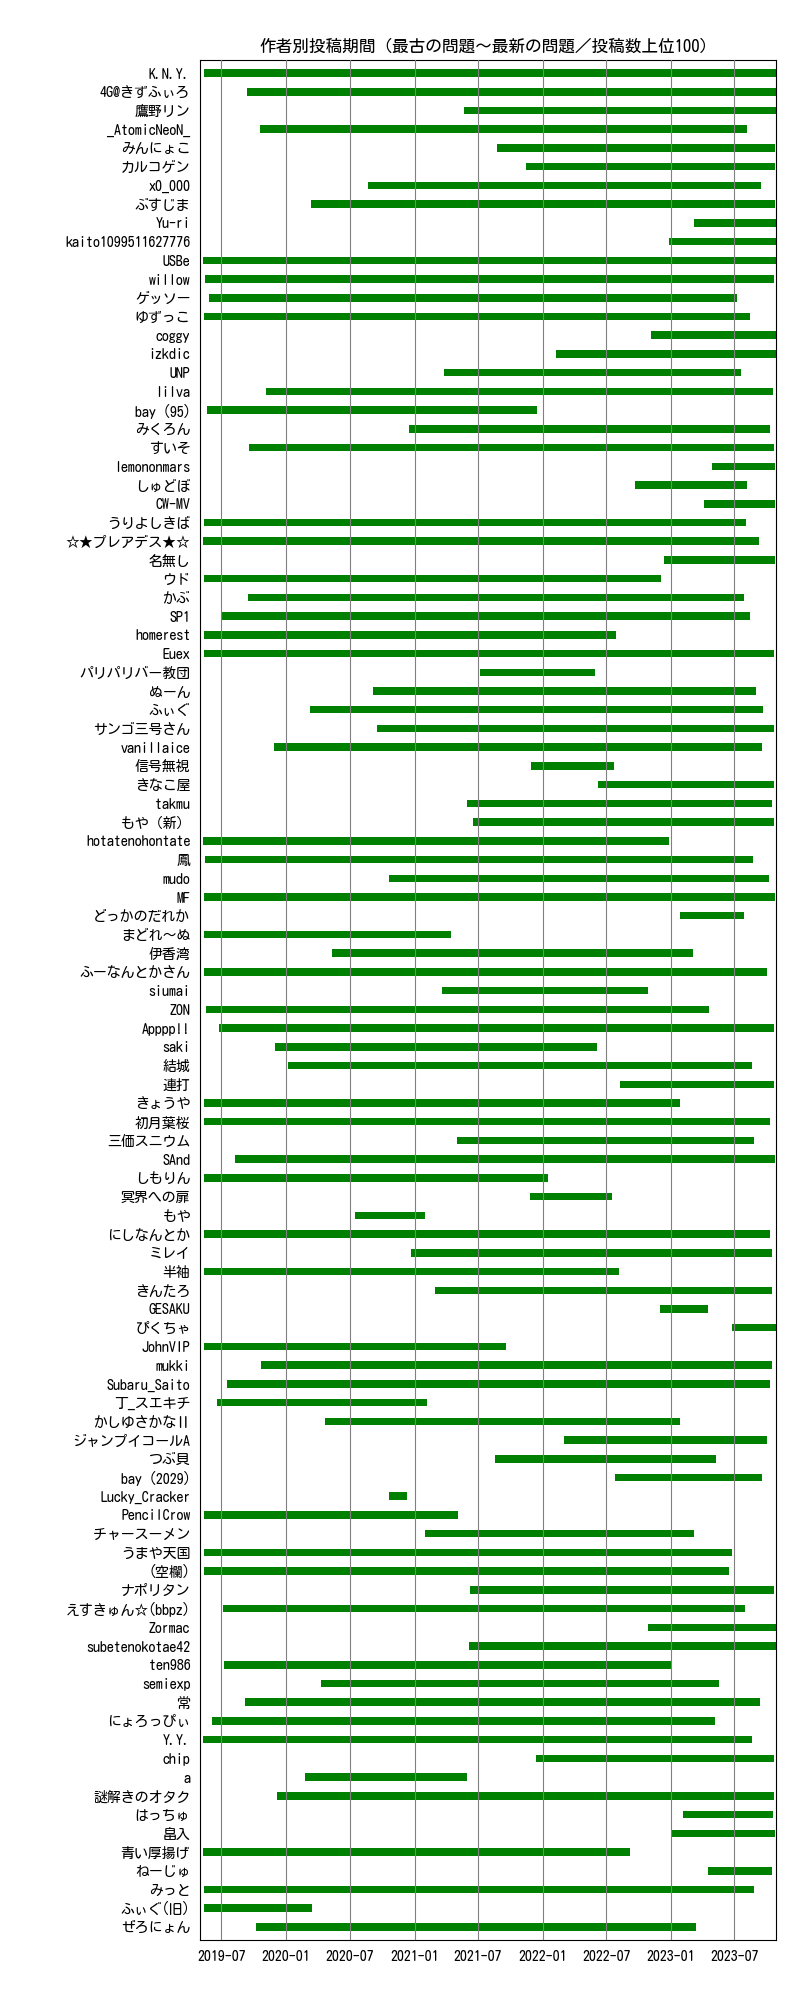 作者別投稿期間（最古の問題～最新の問題／投稿数上位100）
K.N.Y.
4G@きずふぃろ
鷹野リン
_AtomicNeoN_
みんにょこ
カルコゲン
x0_000
ぶすじま
Yu-ri
kaito1099511627776
USBe
willow
ゲッソー
ゆずっこ
coggy
izkdic
UNP
lilva
bay (95)
みくろん
すいそ
lemononmars
しゅどぼ
CW-MV
うりよしきば
☆★プレアデス★☆
名無し
ウド
かぶ
SP1
homerest
Euex
パリパリバー教団
ぬーん
ふぃぐ
サンゴ三号さん
vanillaice
信号無視
きなこ屋
takmu
もや（新）
hotatenohontate
鳳
mudo
MF
どっかのだれか
まどれ～ぬ
伊香湾
ふーなんとかさん
siumai
ZON
Appppll
saki
結城
連打
きょうや
初月葉桜
三価スニウム
SAnd
しもりん
冥界への扉
もや
にしなんとか
ミレイ
半袖
きんたろ
GESAKU
ぴくちゃ
JohnVIP
mukki
Subaru_Saito
丁_スエキチ
かしゆさかなⅡ
ジャンプイコールA
つぶ貝
bay (2029)
Lucky_Cracker
PencilCrow
チャースーメン
うまや天国
(空欄)
ナポリタン
えすきゅん☆(bbpz)
Zormac
subetenokotae42
ten986
semiexp
常
にょろっぴぃ
Y.Y.
chip
a
謎解きのオタク
はっちゅ
畠入
青い厚揚げ
ねーじゅ
みっと
ふぃぐ(旧)
ぜろにょん
2019-07 2020-01 2020-07 2021-01 2021-07 2022-01 2022-07 2023-01 2023-07